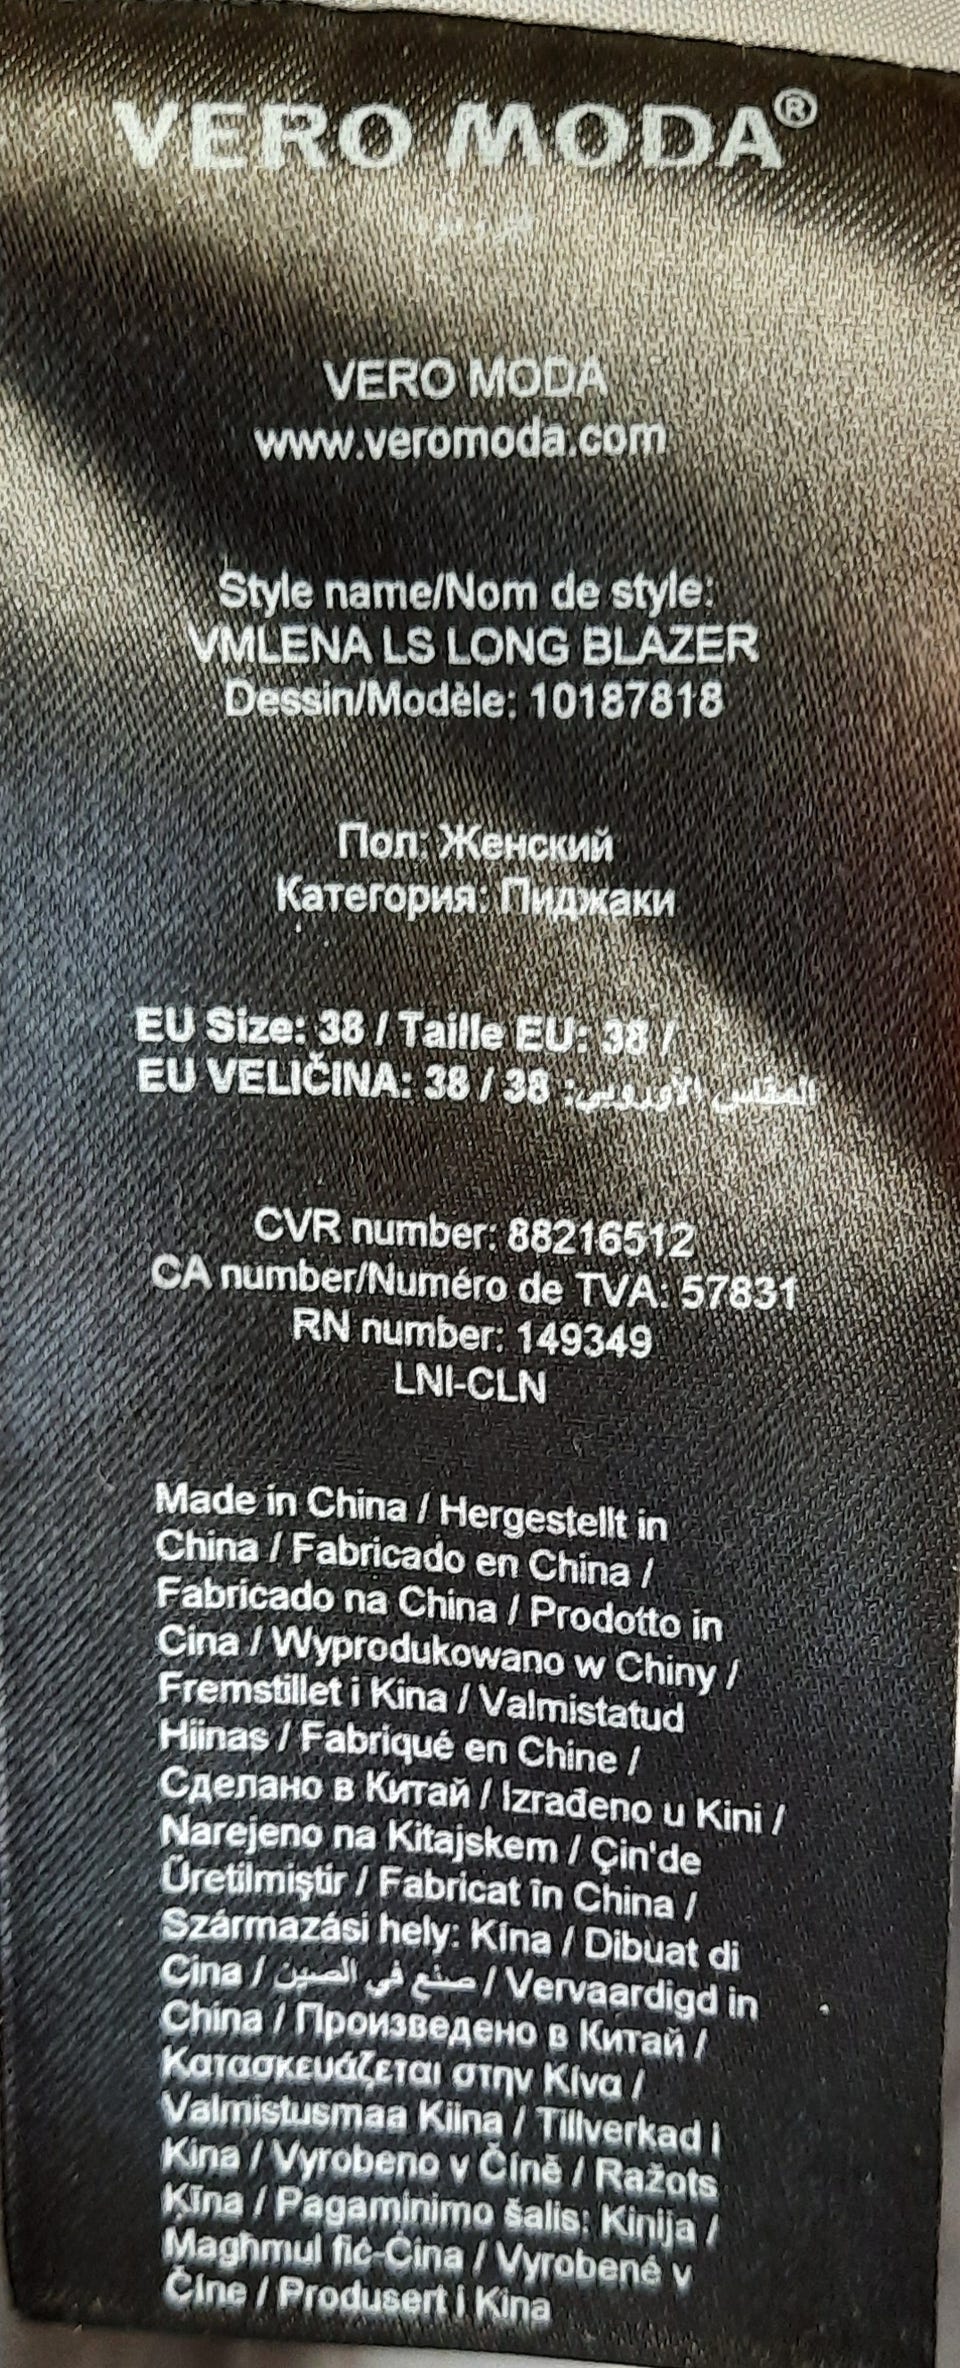 VERO MODA®
VERO MODA
www.veromoda.com
Style name/Nom de style:
VMLENA LS LONG BLAZER
Dessin/Modèle: 10187818
Пол: Женский
Категория: Пиджаки
EU Size: 38 / Taille EU: 38 /
EU VELIČINA: 38 / 38 :المقاس الأوروبي
CVR number: 88216512
CA number/Numéro de TVA: 57831
RN number: 149349
LNI-CLN
Made in China / Hergestellt in
China / Fabricado en China /
Fabricado na China / Prodotto in
Cina / Wyprodukowano w Chiny /
Fremstillet i Kina / Valmistatud
Hiinas / Fabriqué en Chine /
Сделано в Китай / Izrađeno u Kini /
Narejeno na Kitajskem / Çin'de
Üretilmiştir / Fabricat în China /
Származási hely: Kína / Dibuat di
Cina / صنع في الصين / Vervaardigd in
China / Произведено в Китай /
Κατασκευάζεται στην Κίνα /
Valmistusmaa Kiina / Tillverkad i
Kina / Vyrobeno v Číně / Ražots
Ķīna / Pagaminimo šalis: Kinija /
Magħmul fiċ-Ċina / Vyrobené v
Číne / Produsert i Kina